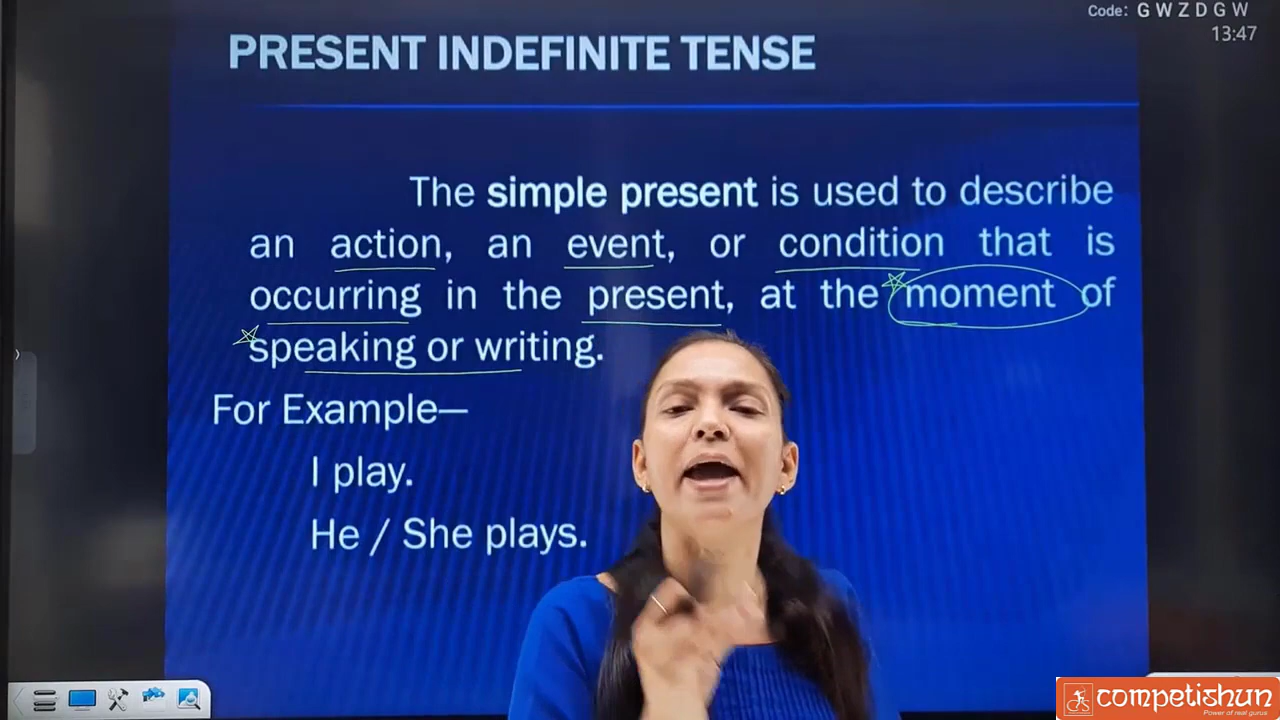 Code: G W Z D G W
13:47
PRESENT INDEFINITE TENSE
The simple present is used to describe
an action, an event, or condition that is
occurring in the present, at the moment of
speaking or writing.
For Example—
I play.
He / She plays.
competishun
Power of real gurus